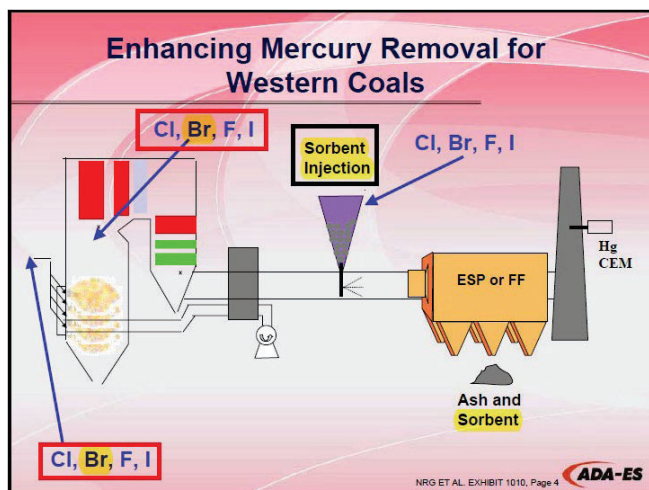 Enhancing Mercury Removal for
Western Coals
Cl, Br, F, I
Sorbent
Injection
Cl, Br, F, I
Hg
CEM
ESP or FF
Ash and
Sorbent
Cl, Br, F, I
NRG ET AL. EXHIBIT 1010, Page 4
ADA-ES